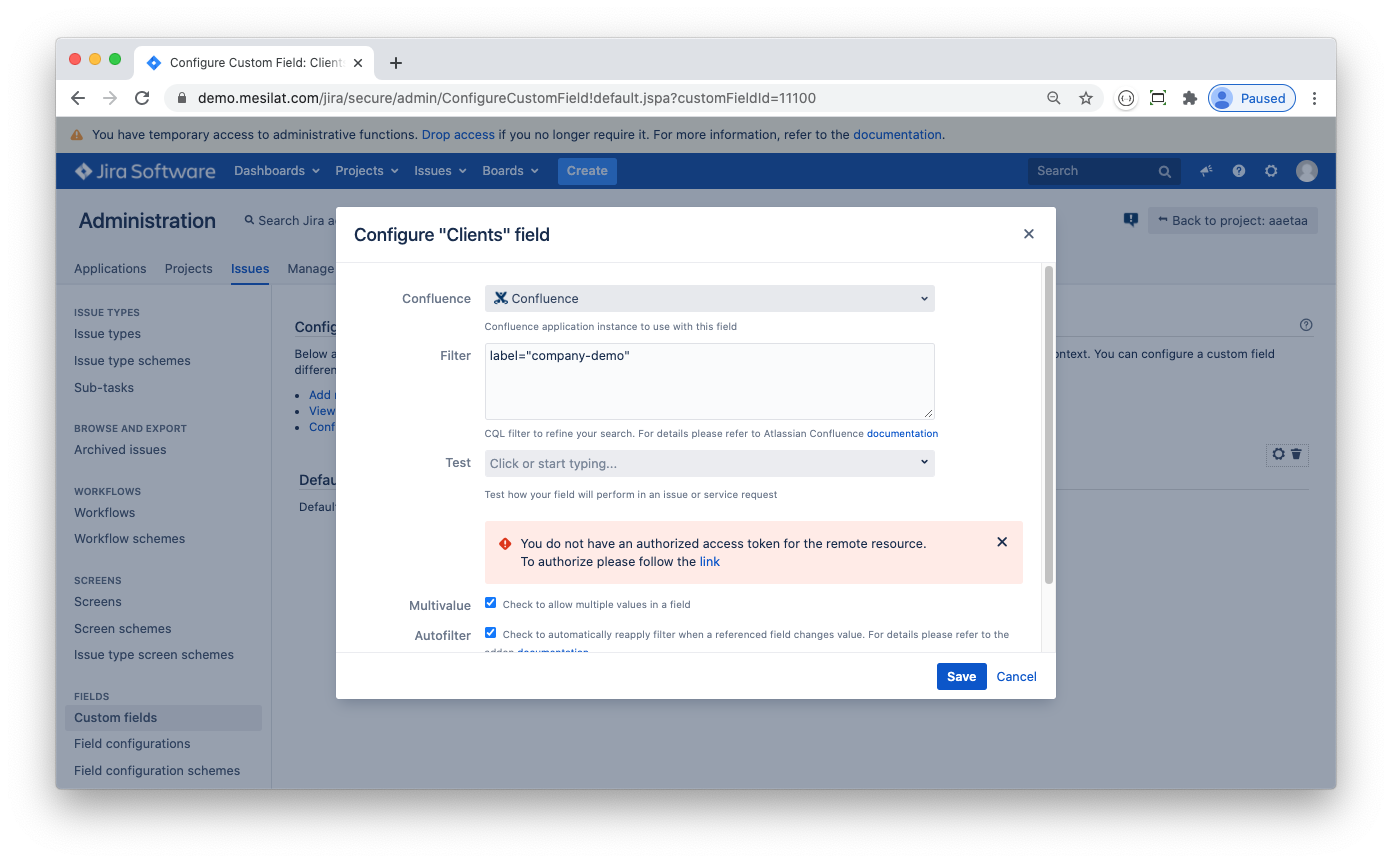 Configure Custom Field: Client
demo.mesilat.com/jira/secure/admin/ConfigureCustomField!default.jspa?customFieldId=11100
Paused
You have temporary access to administrative functions. Drop access if you no longer require it. For more information, refer to the documentation.
Jira Software Dashboards Projects Issues Boards Create Search
Administration Search Jira a Back to project: aaetaa
Applications Projects Issues Manage
Configure "Clients" field
Confluence Confluence
Confluence application instance to use with this field
Filter label="company-demo"
CQL filter to refine your search. For details please refer to Atlassian Confluence documentation
Test Click or start typing...
Test how your field will perform in an issue or service request
You do not have an authorized access token for the remote resource.
To authorize please follow the link
Multivalue Check to allow multiple values in a field
Autofilter Check to automatically reapply filter when a referenced field changes value. For details please refer to the
documentation
Save Cancel
ISSUE TYPES
Issue types
Issue type schemes
Sub-tasks
BROWSE AND EXPORT
Archived issues
WORKFLOWS
Workflows
Workflow schemes
SCREENS
Screens
Screen schemes
Issue type screen schemes
FIELDS
Custom fields
Field configurations
Field configuration schemes
Config
Below a
ontext. You can configure a custom field
differen
Add
View
Conf
Defau
Defaul